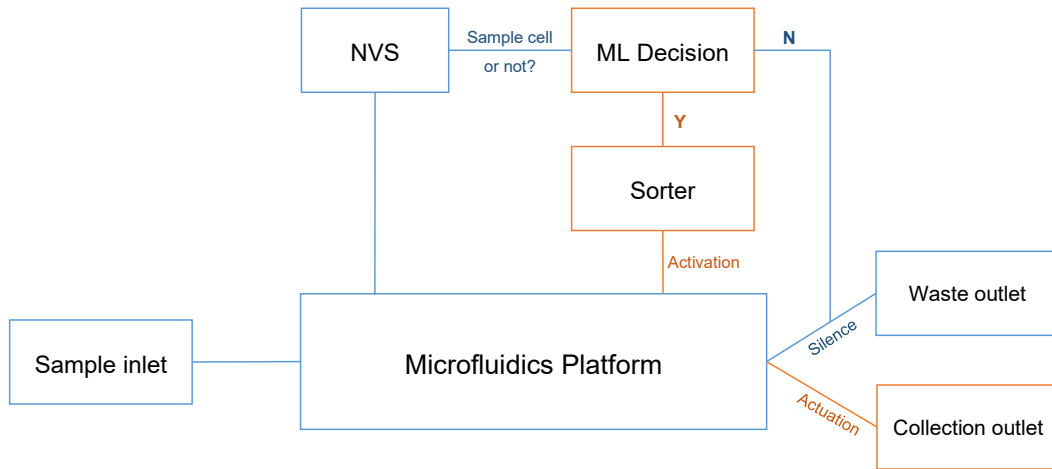 NVS
Sample cell
or not?
ML Decision
N
Y
Sorter
Activation
Waste outlet
Silence
Sample inlet
Microfluidics Platform
Actuation
Collection outlet